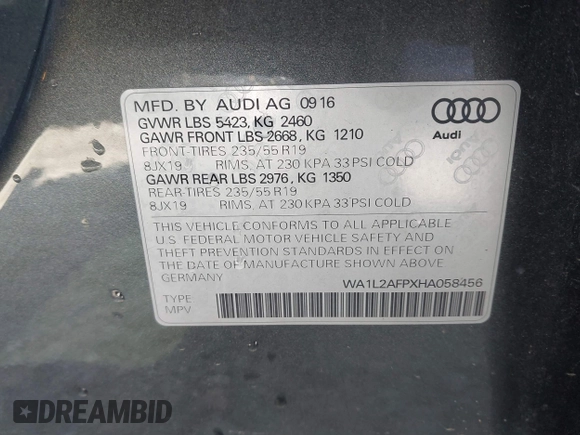 MFD. BY AUDI AG 09 16
GVWR LBS 5423, KG 2460
GAWR FRONT LBS 2668, KG 1210
FRONT-TIRES 235/55 R19
8JX19 RIMS, AT 230 KPA 33 PSI COLD
GAWR REAR LBS 2976, KG 1350
REAR-TIRES 235/55 R19
8JX19 RIMS, AT 230 KPA 33 PSI COLD
Audi
THIS VEHICLE CONFORMS TO ALL APPLICABLE
U.S. FEDERAL MOTOR VEHICLE SAFETY AND
THEFT PREVENTION STANDARDS IN EFFECT ON THE
DATE OF MANUFACTURE SHOWN ABOVE
GERMANY
WA1L2AFPXHA058456
TYPE
MPV
DREAMBID